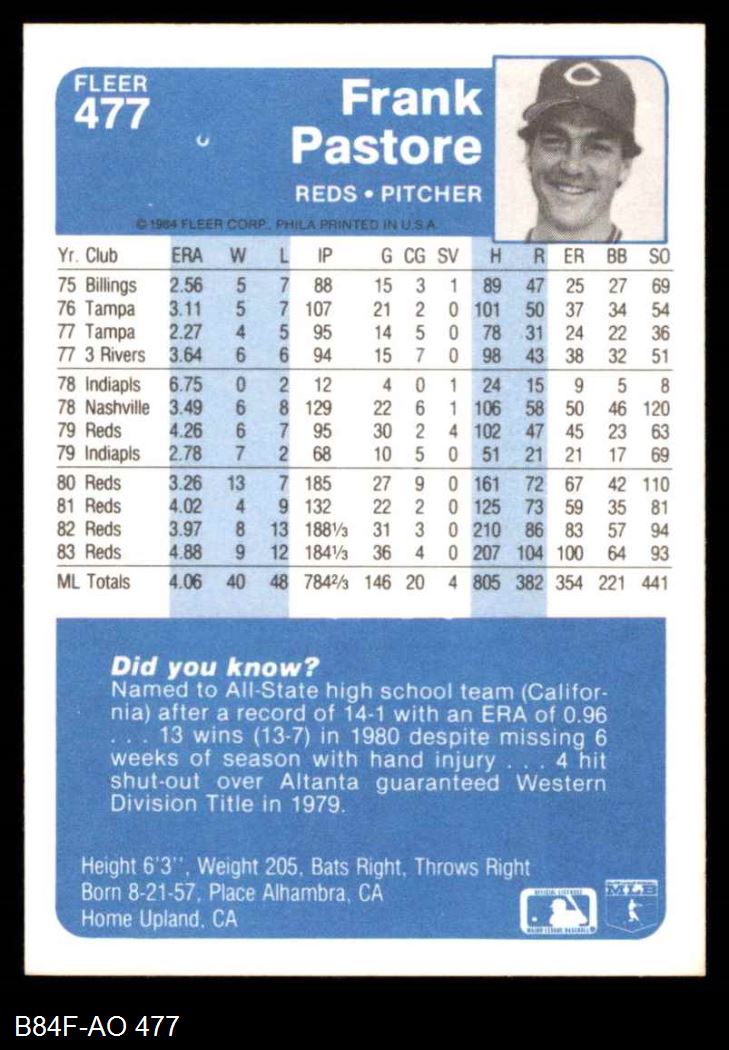 FLEER
477
Frank
Pastore
REDS • PITCHER
© 1984 FLEER CORP., PHILA PRINTED IN U.S.A.
Yr. Club ERA W L IP G CG SV H R ER BB SO
75 Billings 2.56 5 7 88 15 3 1 89 47 25 27 69
76 Tampa 3.11 5 7 107 21 2 0 101 50 37 34 54
77 Tampa 2.27 4 5 95 14 5 0 78 31 24 22 36
77 3 Rivers 3.64 6 6 94 15 7 0 98 43 38 32 51
78 Indiapls 6.75 0 2 12 4 0 1 24 15 9 5 8
78 Nashville 3.49 6 8 129 22 6 1 106 58 50 46 120
79 Reds 4.26 6 7 95 30 2 4 102 47 45 23 63
79 Indiapls 2.78 7 2 68 10 5 0 51 21 21 17 69
80 Reds 3.26 13 7 185 27 9 0 161 72 67 42 110
81 Reds 4.02 4 9 132 22 2 0 125 73 59 35 81
82 Reds 3.97 8 13 188⅓ 31 3 0 210 86 83 57 94
83 Reds 4.88 9 12 184⅓ 36 4 0 207 104 100 64 93
ML Totals 4.06 40 48 784⅔ 146 20 4 805 382 354 221 441
Did you know?
Named to All-State high school team (Califor-
nia) after a record of 14-1 with an ERA of 0.96
. . . 13 wins (13-7) in 1980 despite missing 6
weeks of season with hand injury . . . 4 hit
shut-out over Altanta guaranteed Western
Division Title in 1979.
Height 6'3'', Weight 205, Bats Right, Throws Right
Born 8-21-57, Place Alhambra, CA
Home Upland, CA
OFFICIAL LICENSEE
MAJOR LEAGUE BASEBALL
MLB
B84F-AO 477